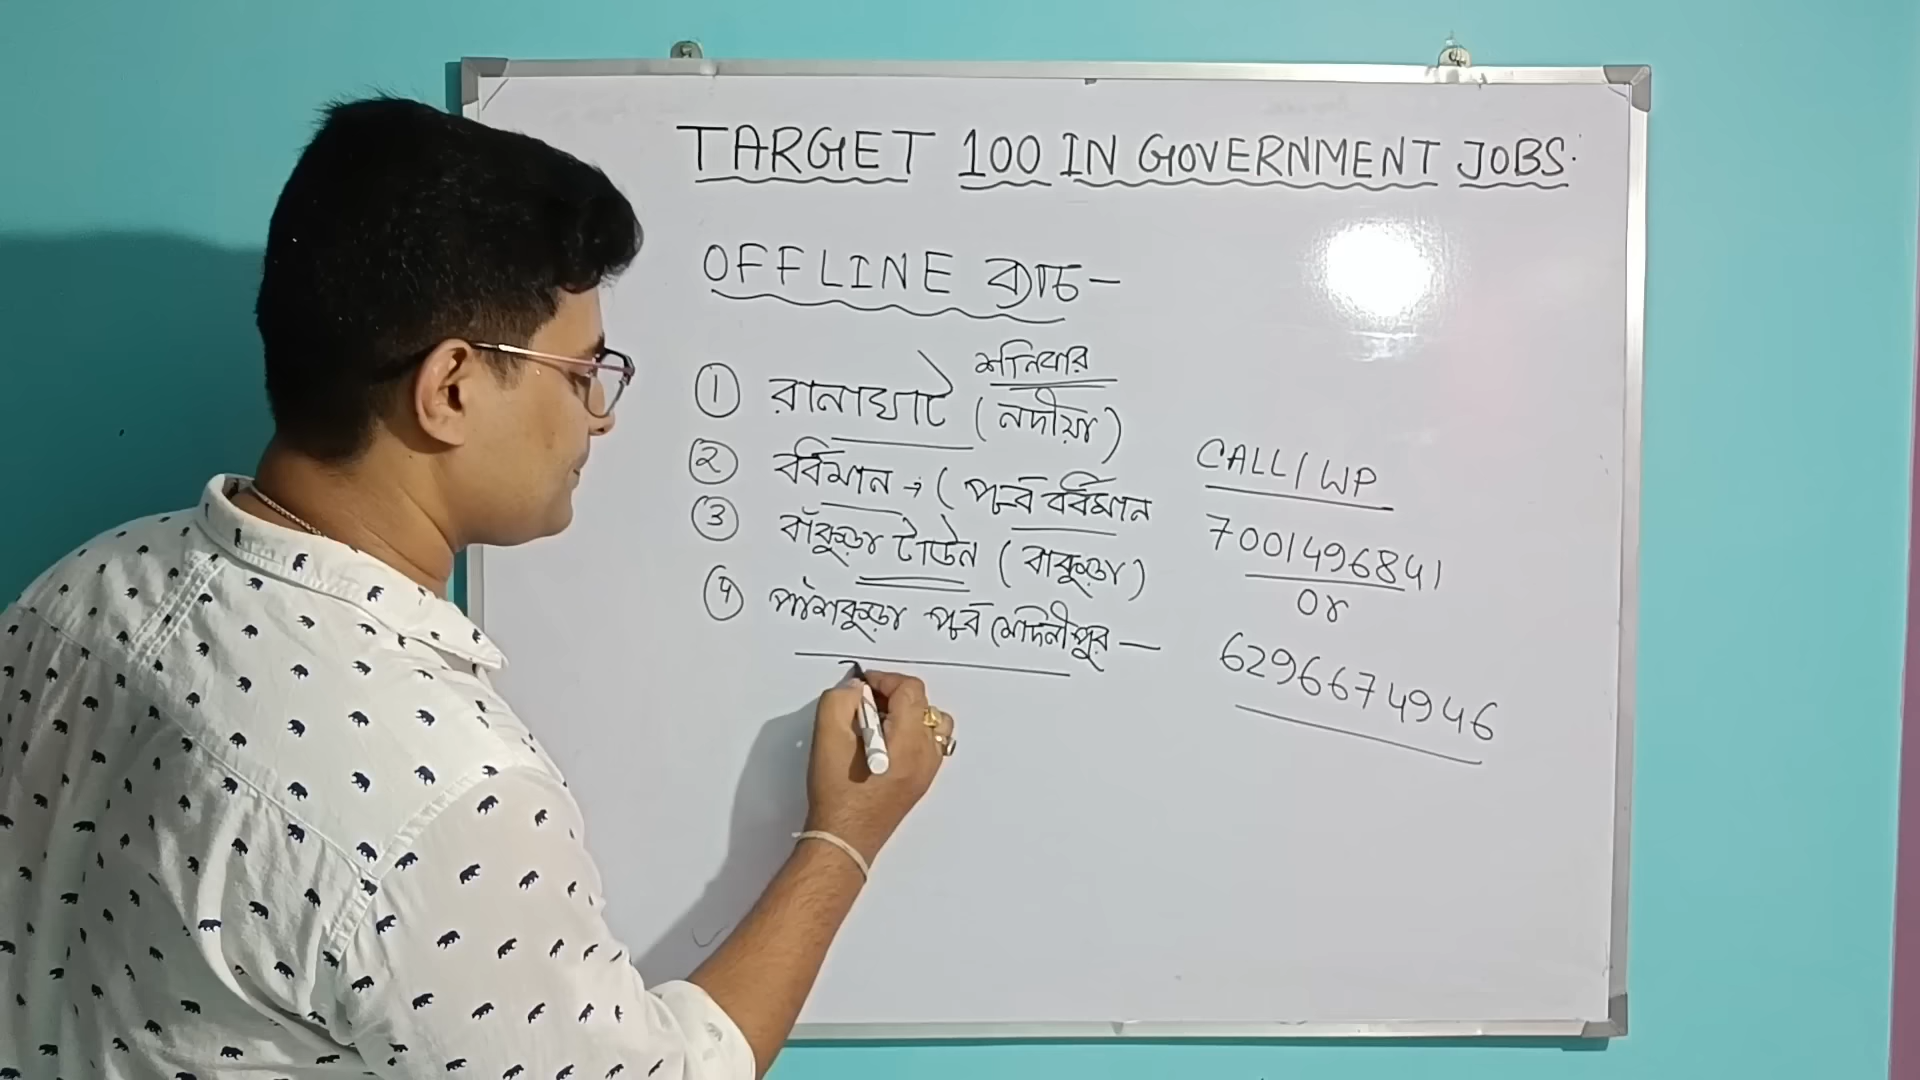 TARGET 100 IN GOVERNMENT JOBS.
OFFLINE ব্যাচ-
শনিবার
① রানাঘাট (নদীয়া)
② বর্ধমান → (পূর্ব বর্ধমান
③ বাঁকুড়া টাউন (বাকুড়া)
④ পাঁশকুড়া পূর্ব মেদিনীপুর —
CALL/WP
7001496841
or
6296674946